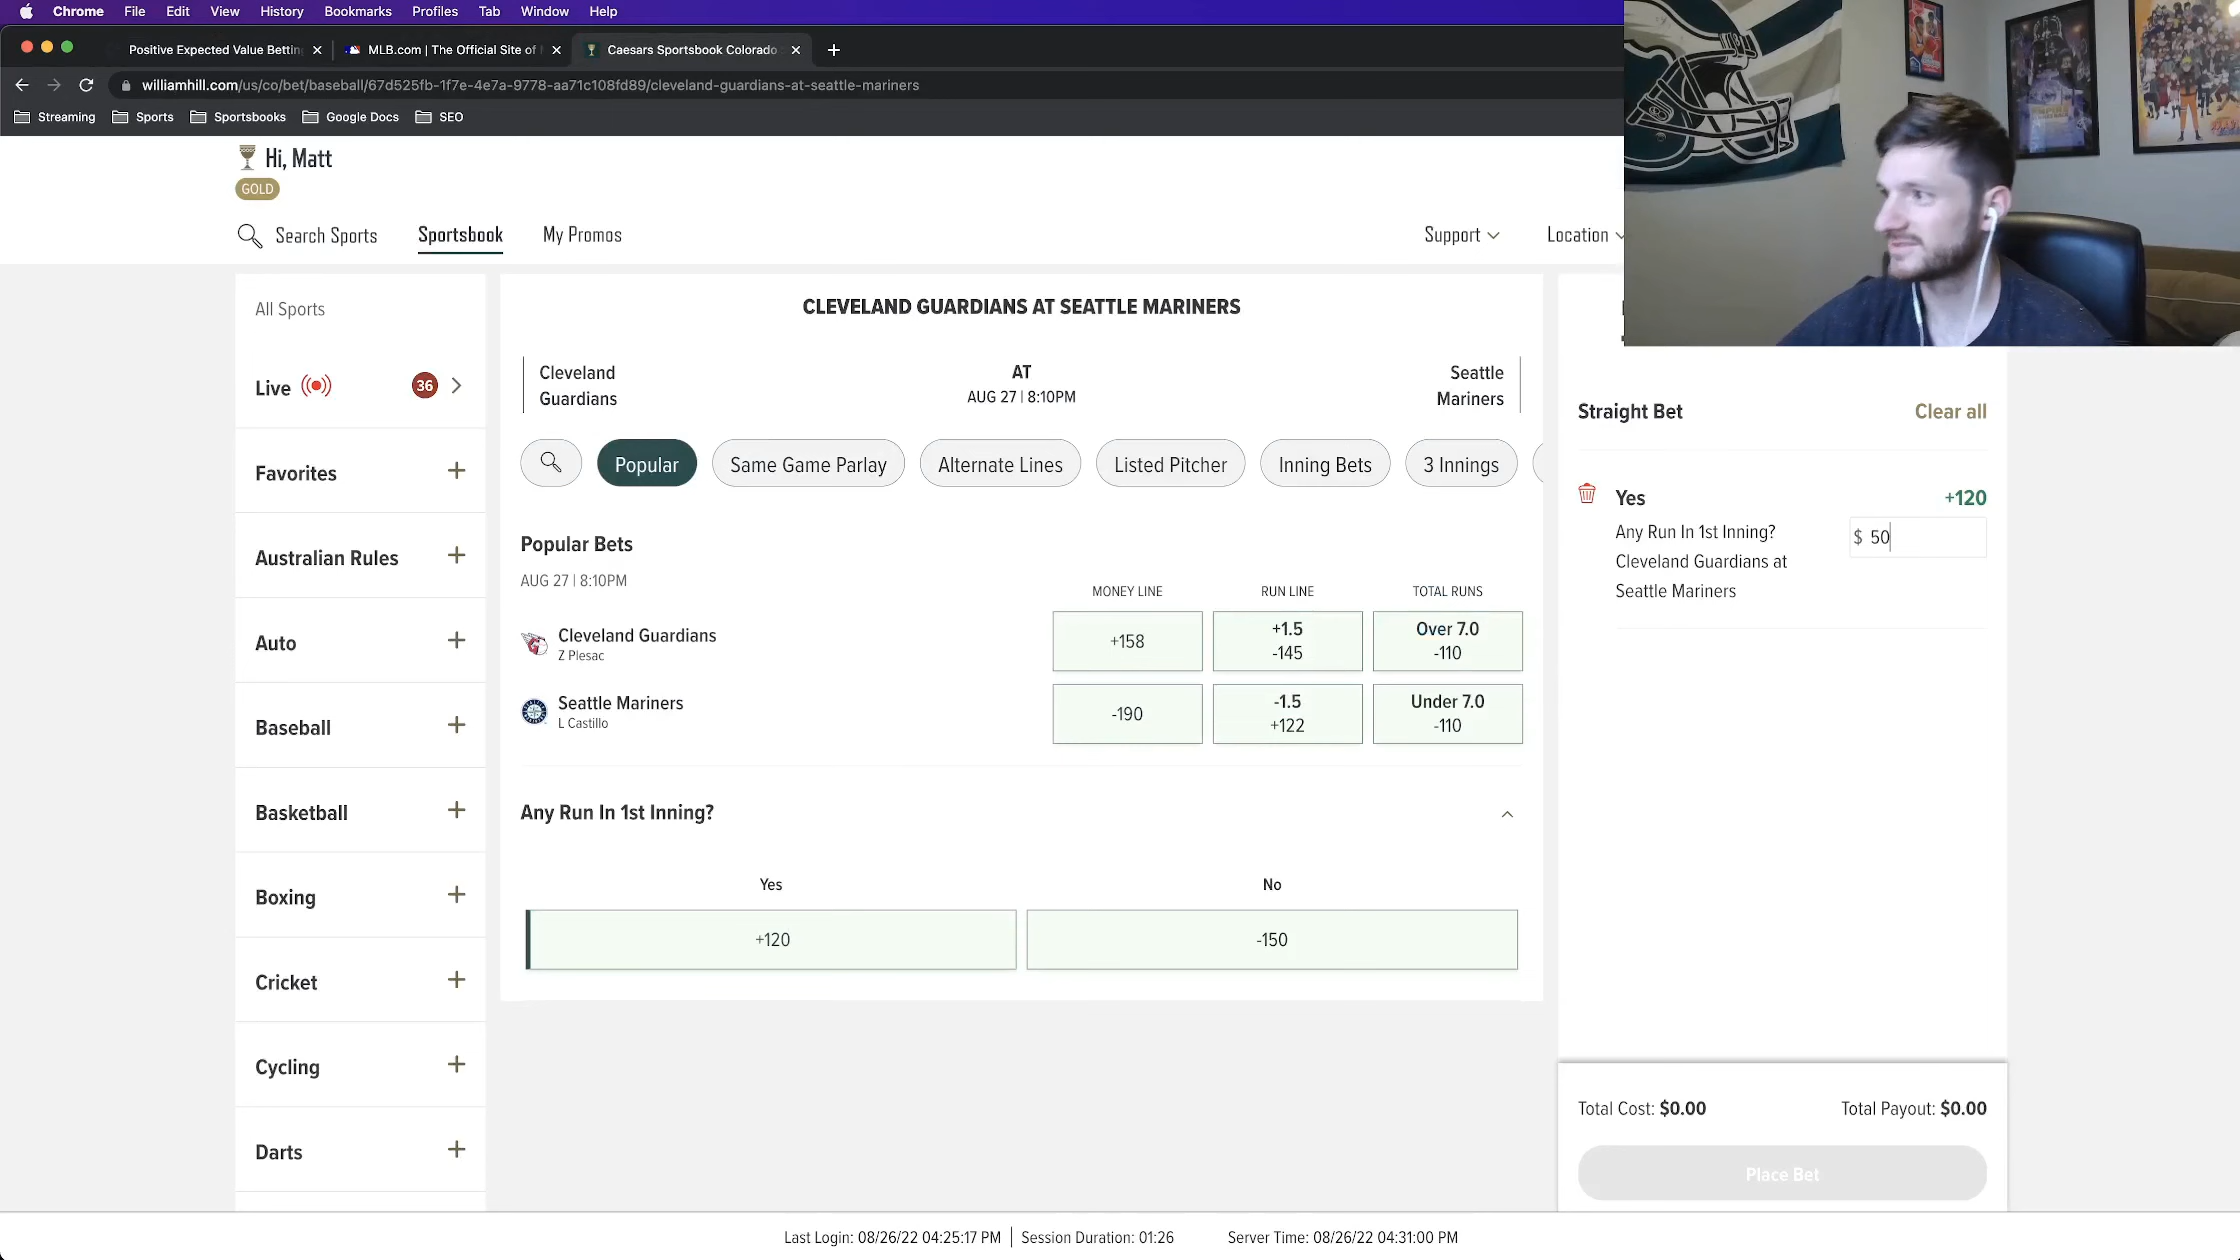 Chrome File Edit View History Bookmarks Profiles Tab Window Help
Positive Expected Value Bettin
MLB.com | The Official Site of
Caesars Sportsbook Colorado
williamhill.com/us/co/bet/baseball/67d525fb-1f7e-4e7a-9778-aa71c108fd89/cleveland-guardians-at-seattle-mariners
Streaming Sports Sportsbooks Google Docs SEO
Hi, Matt
GOLD
Search Sports Sportsbook My Promos Support Location
All Sports
Live 36
Favorites
Australian Rules
Auto
Baseball
Basketball
Boxing
Cricket
Cycling
Darts
CLEVELAND GUARDIANS AT SEATTLE MARINERS
Cleveland
Guardians
AT
AUG 27 | 8:10PM
Seattle
Mariners
Popular Same Game Parlay Alternate Lines Listed Pitcher Inning Bets 3 Innings
Popular Bets
AUG 27 | 8:10PM
MONEY LINE RUN LINE TOTAL RUNS
Cleveland Guardians
Z Plesac
+158
+1.5
-145
Over 7.0
-110
Seattle Mariners
L Castillo
-190
-1.5
+122
Under 7.0
-110
Any Run In 1st Inning?
Yes No
+120 -150
Straight Bet Clear all
Yes +120
Any Run In 1st Inning?
$ 50
Cleveland Guardians at
Seattle Mariners
Total Cost: $0.00 Total Payout: $0.00
Place Bet
Last Login: 08/26/22 04:25:17 PM | Session Duration: 01:26 Server Time: 08/26/22 04:31:00 PM